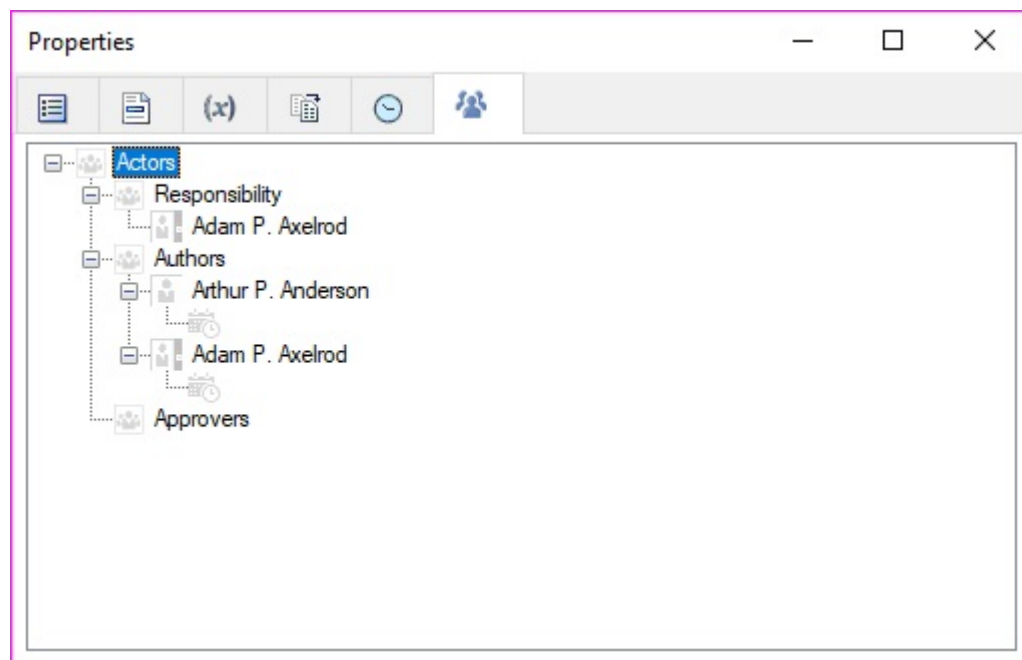 Properties
(x)
Actors
Responsibility
Adam P. Axelrod
Authors
Arthur P. Anderson
Adam P. Axelrod
Approvers